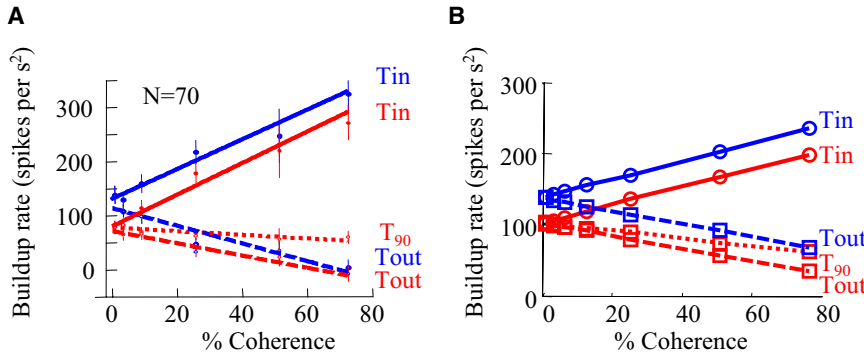 A
Buildup rate (spikes per s²)
300
200
100
0
0
20
40
60
80
% Coherence
N=70
Tin
Tin
T₉₀
Tout
Tout
B
Buildup rate (spikes per s²)
300
200
100
0
0
20
40
60
80
% Coherence
Tin
Tin
Tout
T₉₀
Tout